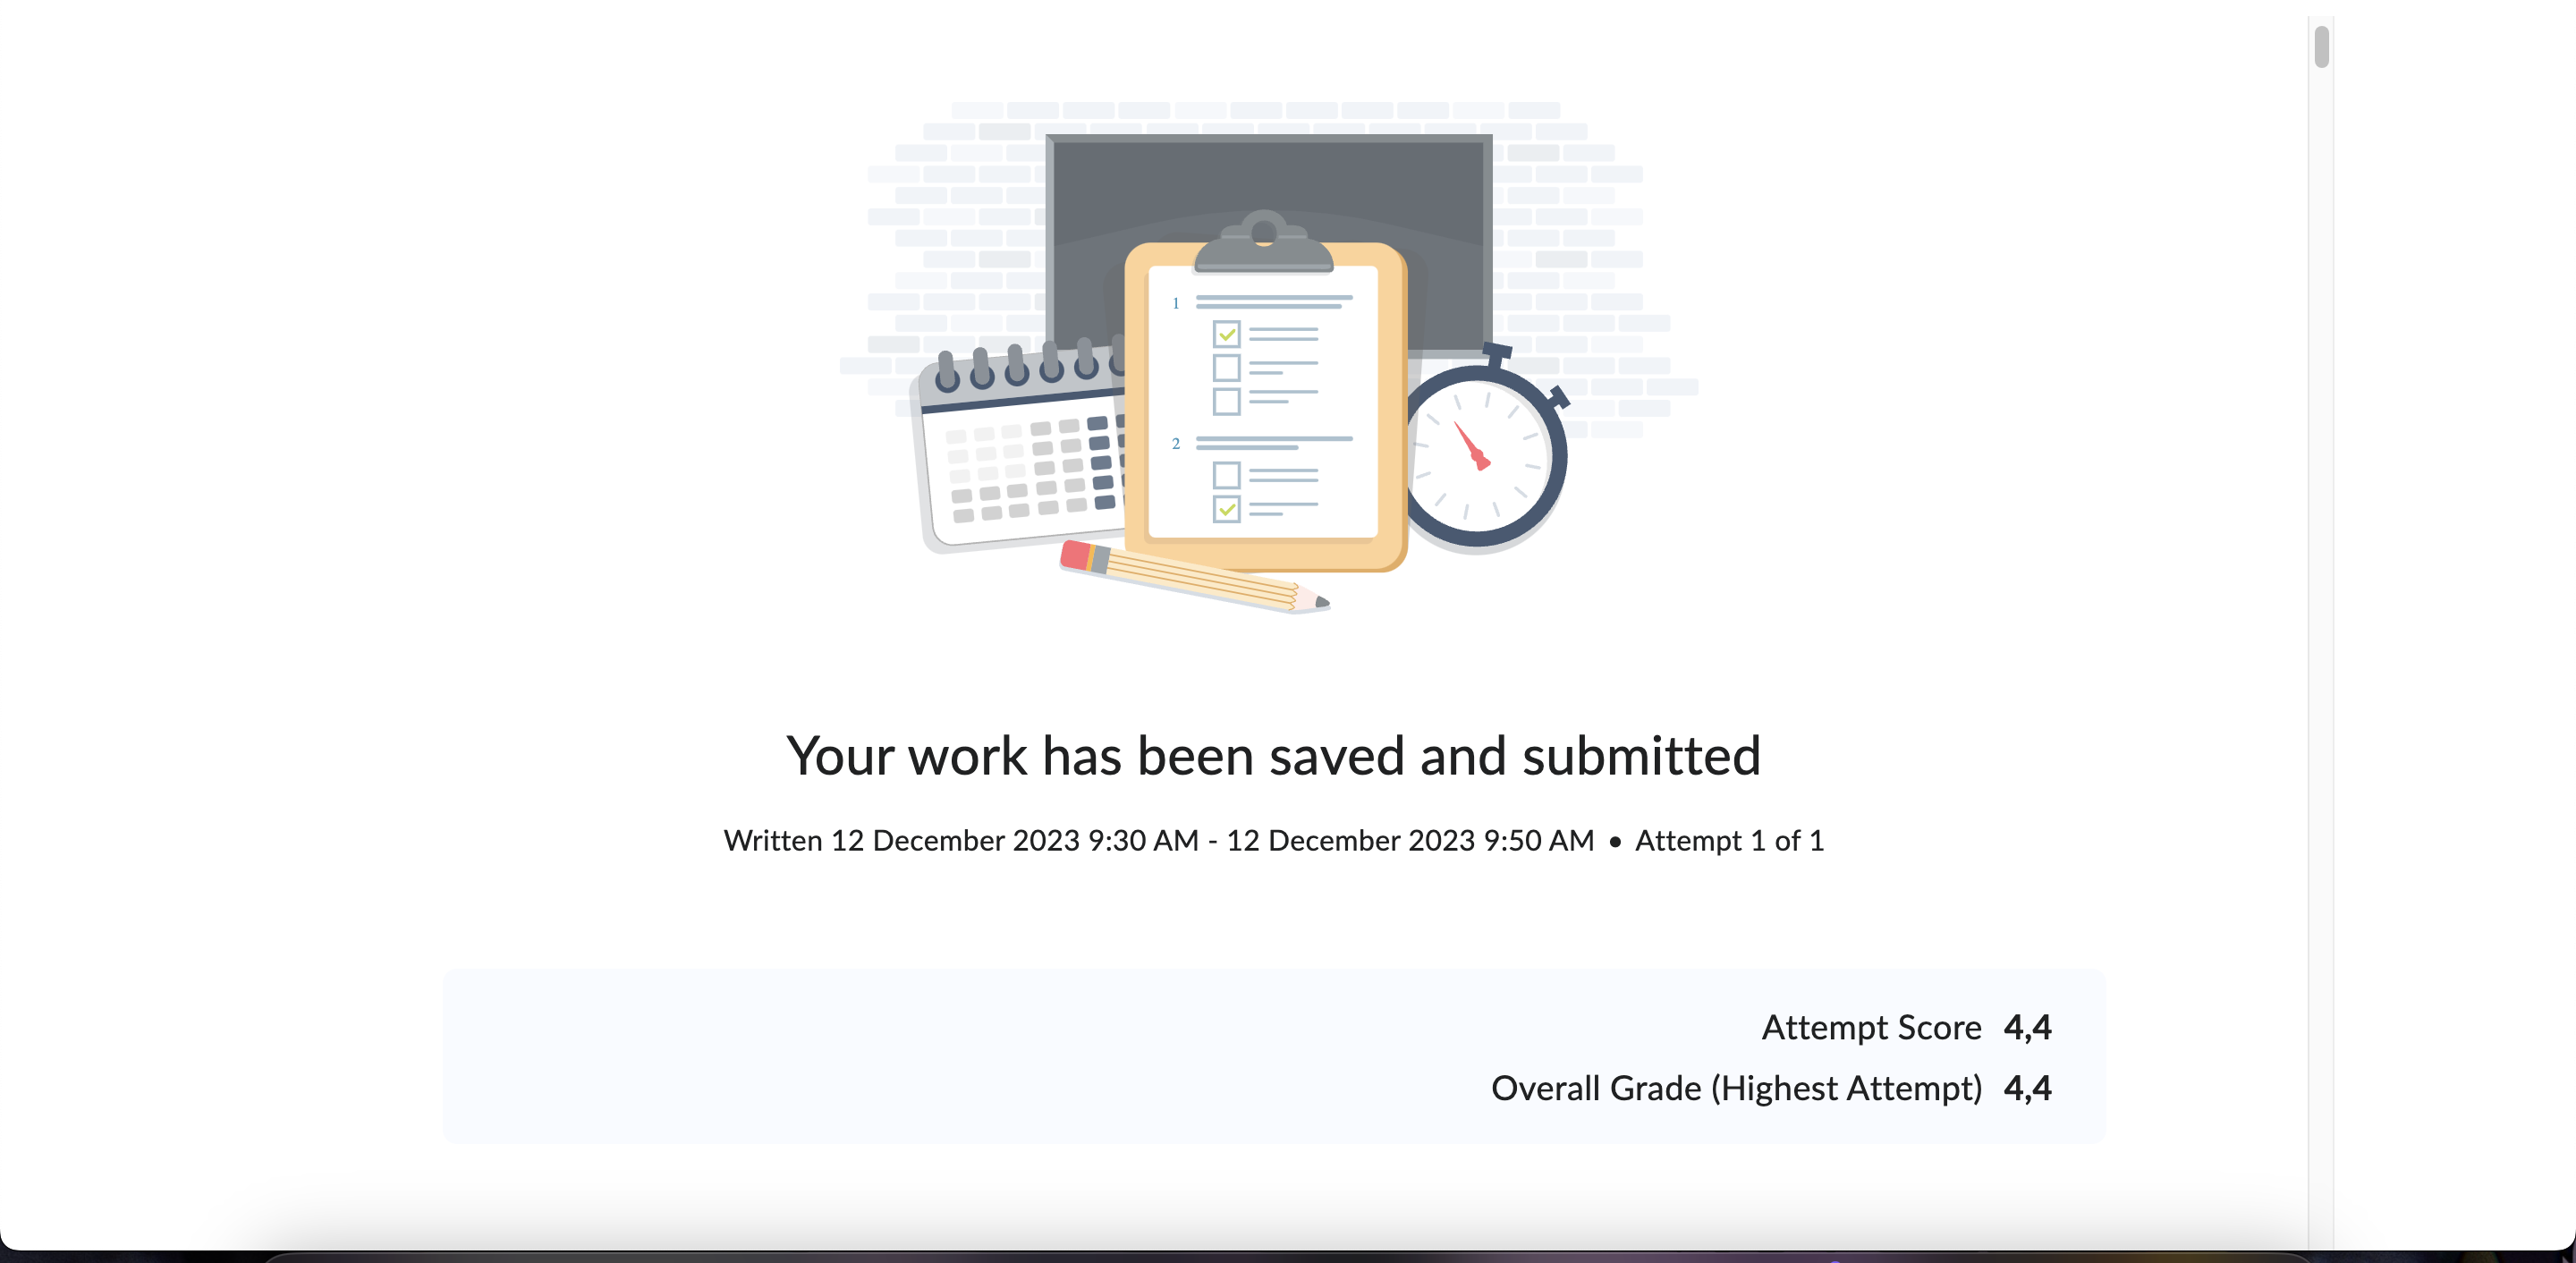 1
2
Your work has been saved and submitted
Written 12 December 2023 9:30 AM - 12 December 2023 9:50 AM • Attempt 1 of 1
Attempt Score 4,4
Overall Grade (Highest Attempt) 4,4